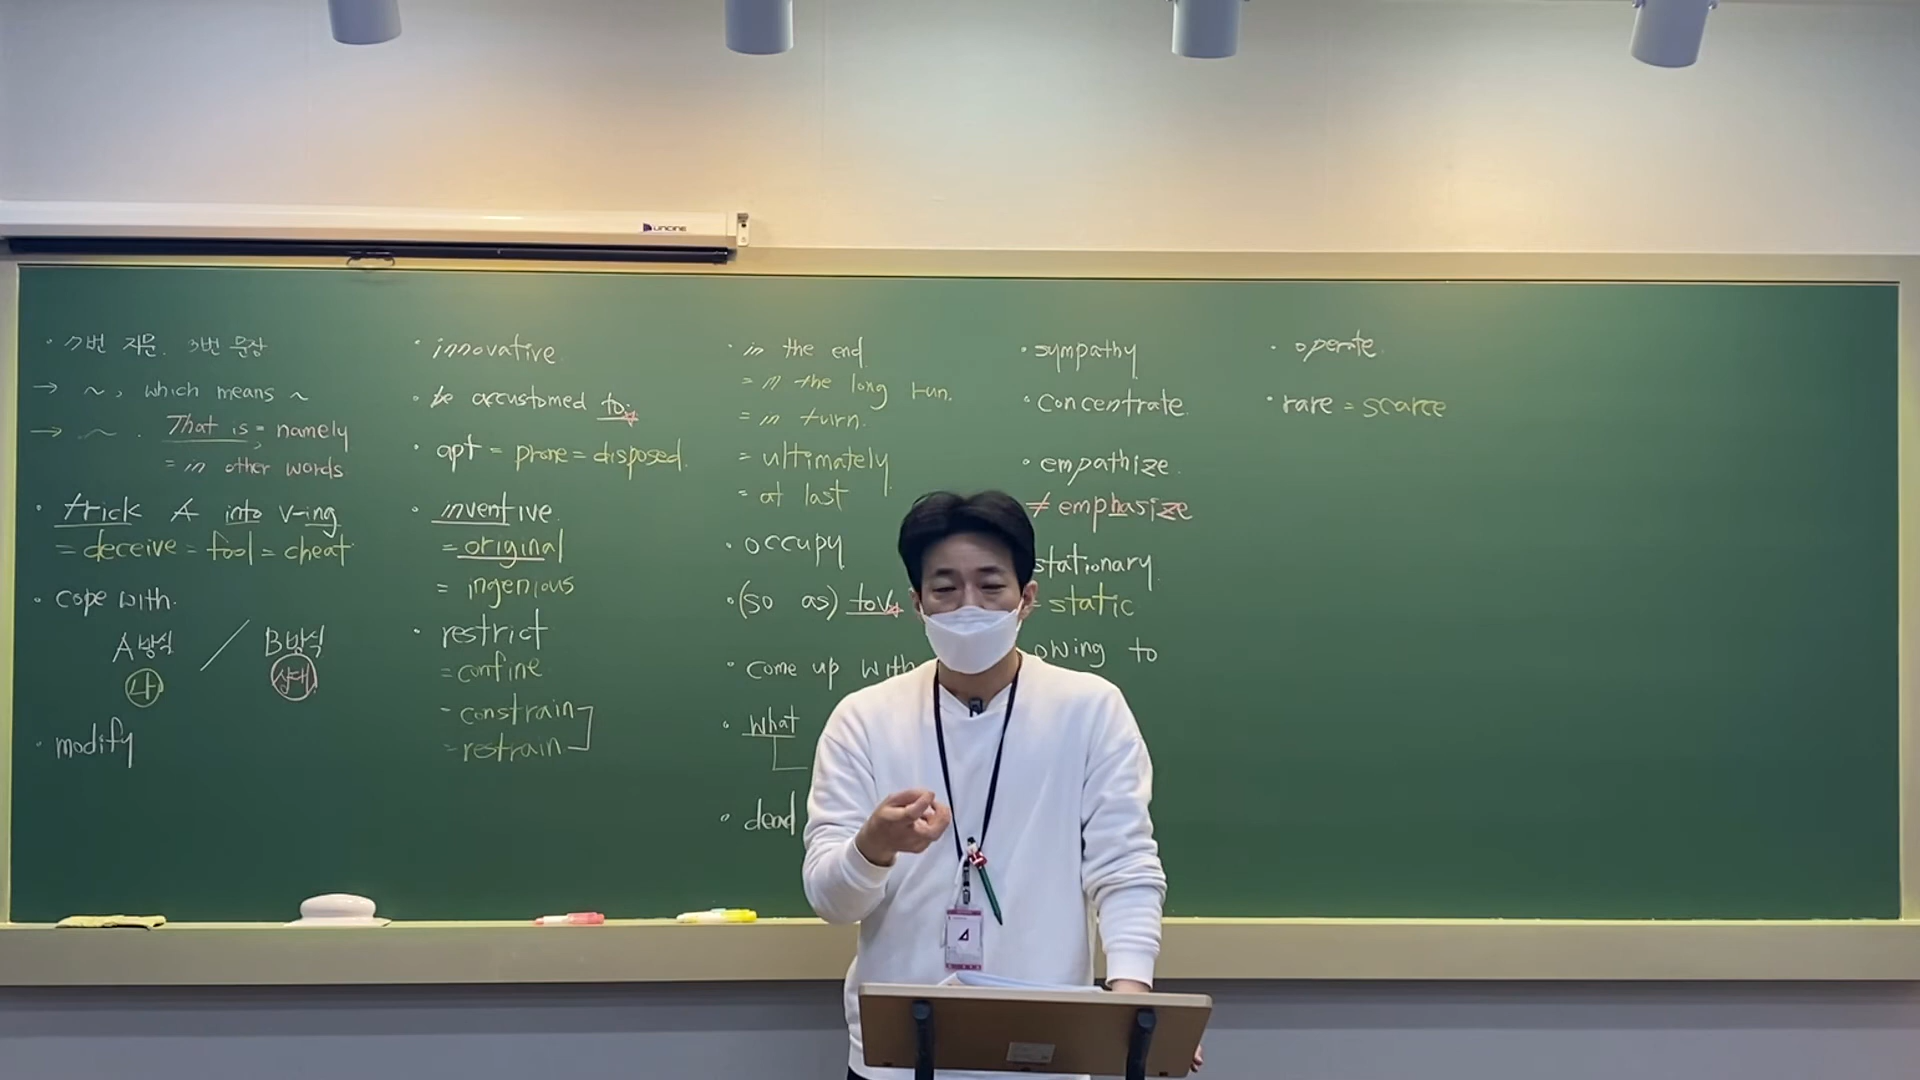 UNCINE
· 7번 지문. 3번 문장
→ ~, which means ~
→ ~. That is = namely
= in other words
· trick A into v-ing
= deceive = fool = cheat
· cope with.
A방식 / B방식
나 상대
· modify
· innovative
· be accustomed to
· apt = prone = disposed.
· inventive.
= original
= ingenious
· restrict
= confine
- constrain
= restrain
· in the end
= in the long run.
= in turn.
= ultimately
= at last
· occupy
· (so as) to V
· come up with
· what
· dead
· sympathy
· concentrate
· empathize.
≠ emphasize
stationary
= static
owing to
· operate.
· rare = scarce